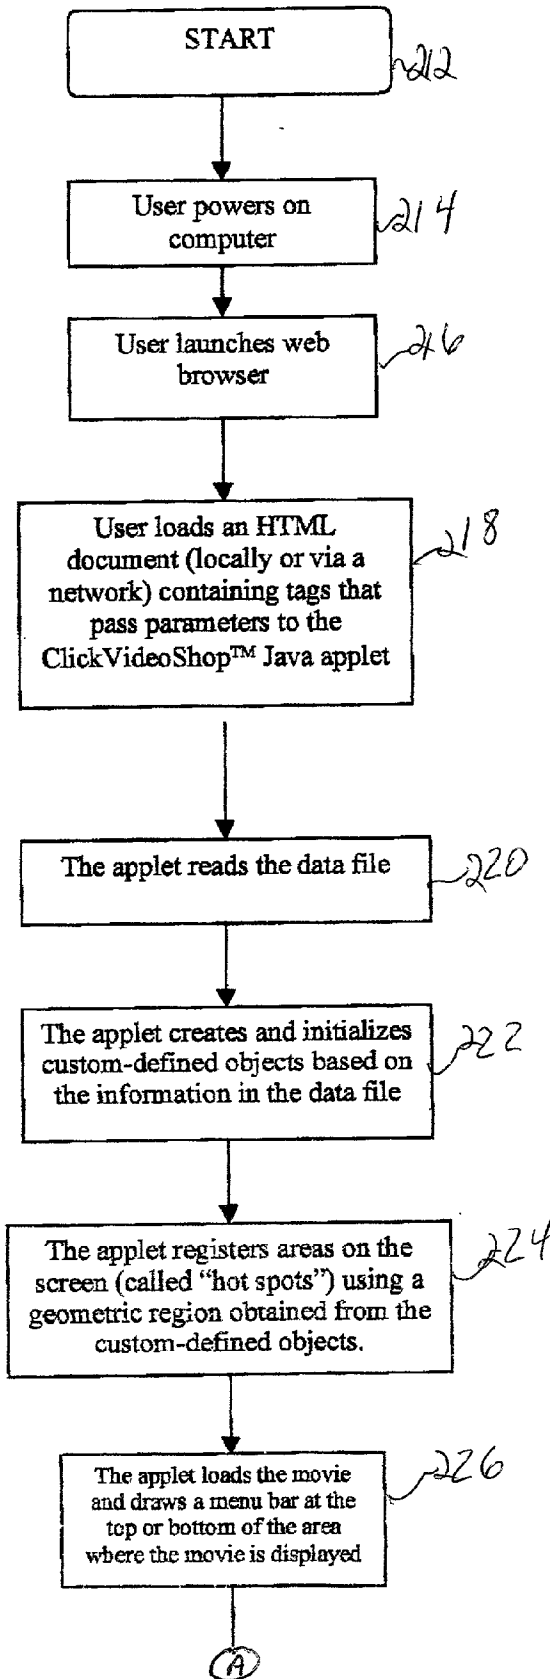 START
212
User powers on
computer
214
User launches web
browser
216
User loads an HTML
document (locally or via a
network) containing tags that
pass parameters to the
ClickVideoShop™ Java applet
218
The applet reads the data file
220
The applet creates and initializes
custom-defined objects based on
the information in the data file
222
The applet registers areas on the
screen (called "hot spots") using a
geometric region obtained from the
custom-defined objects.
224
The applet loads the movie
and draws a menu bar at the
top or bottom of the area
where the movie is displayed
226
A